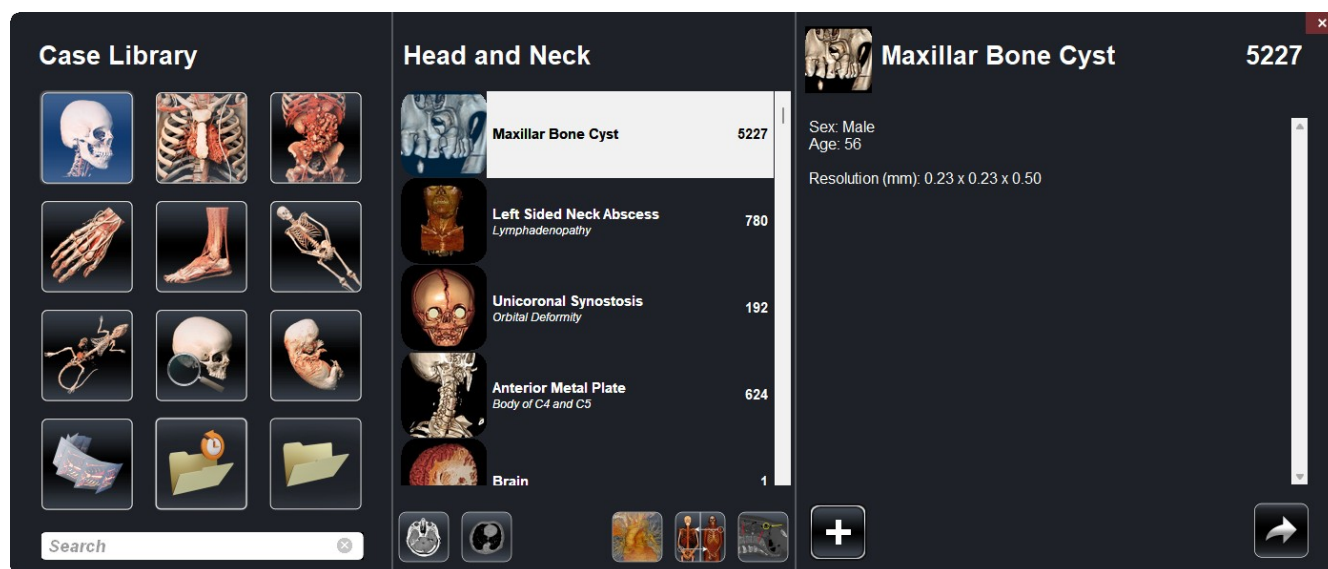 Case Library
Search
Head and Neck
Maxillar Bone Cyst 5227
Left Sided Neck Abscess 780
Lymphadenopathy
Unicoronal Synostosis 192
Orbital Deformity
Anterior Metal Plate 624
Body of C4 and C5
Brain 1
Maxillar Bone Cyst 5227
Sex: Male
Age: 56
Resolution (mm): 0.23 x 0.23 x 0.50